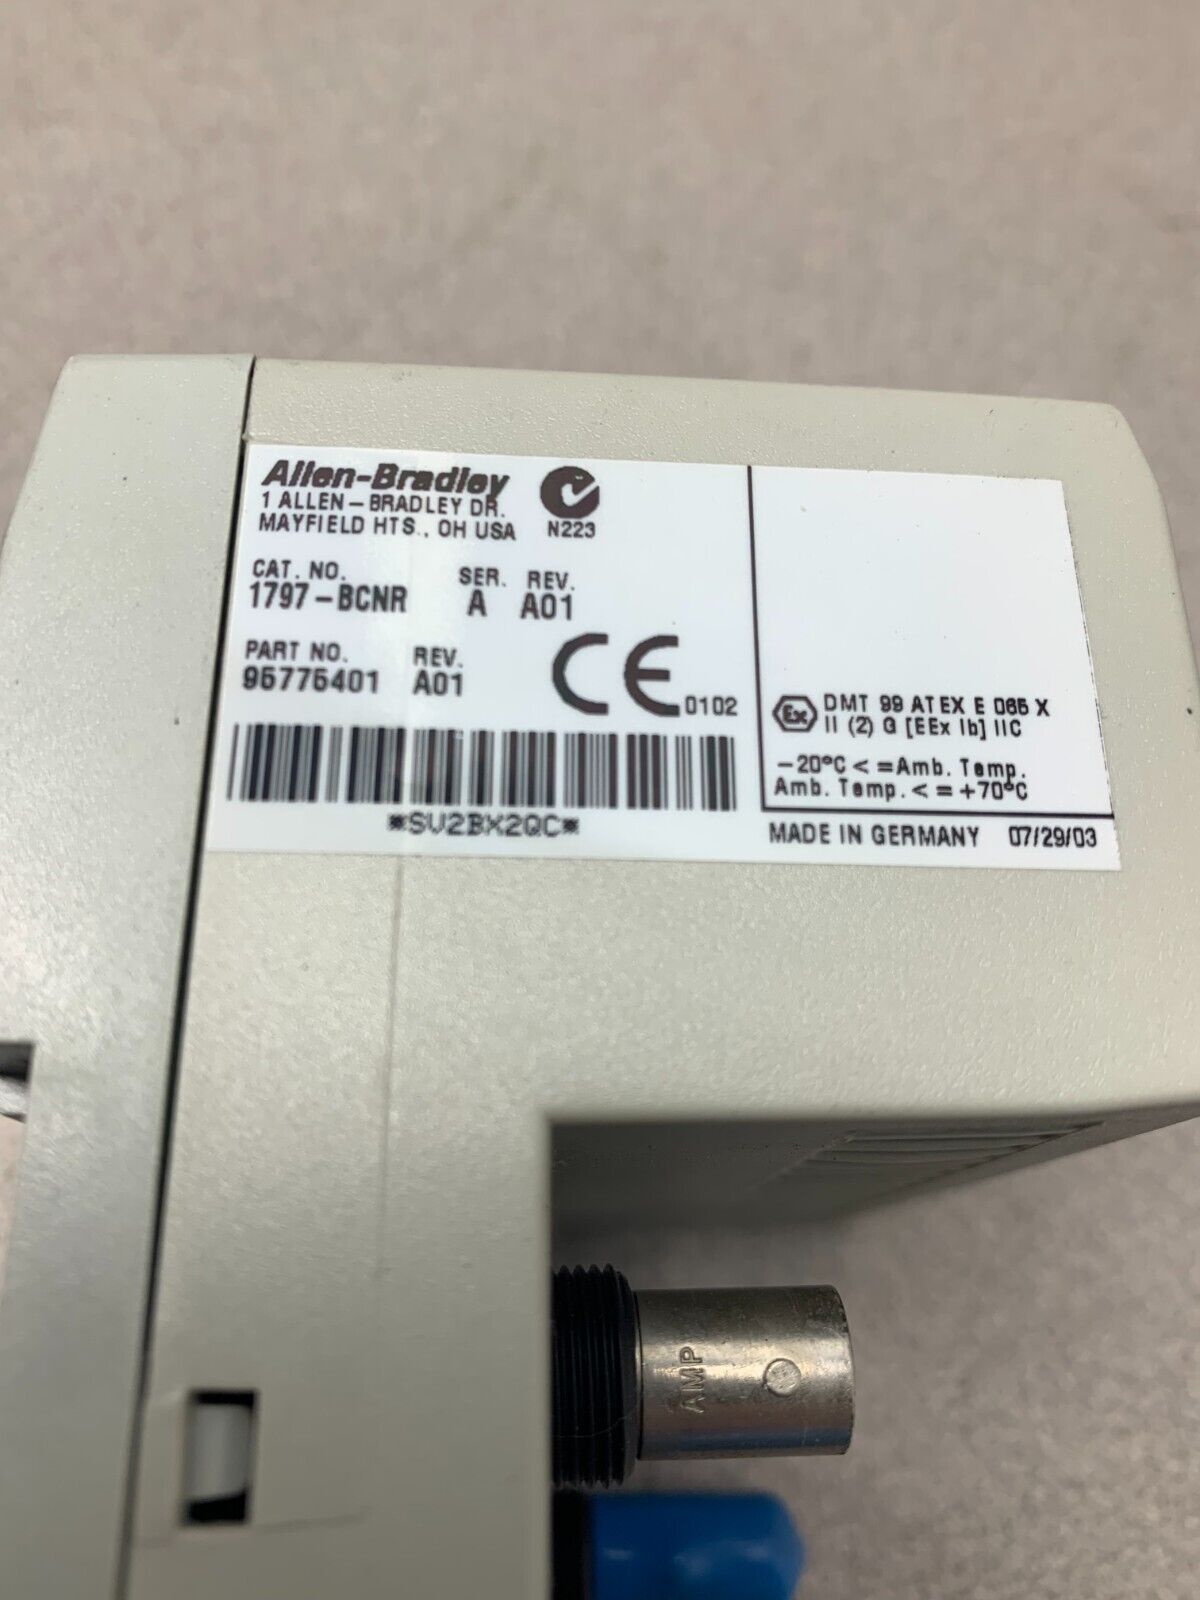 Allen-Bradley
1 ALLEN-BRADLEY DR.
MAYFIELD HTS., OH USA
N223
CAT. NO. SER. REV.
1797-BCNR A A01
PART NO. REV.
95775401 A01
CE 0102
*SV2BX2QC*
Ex DMT 99 ATEX E 065 X
II (2) G [EEx ib] IIC
-20°C <=Amb. Temp.
Amb. Temp.<= +70°C
MADE IN GERMANY 07/29/03
AMP